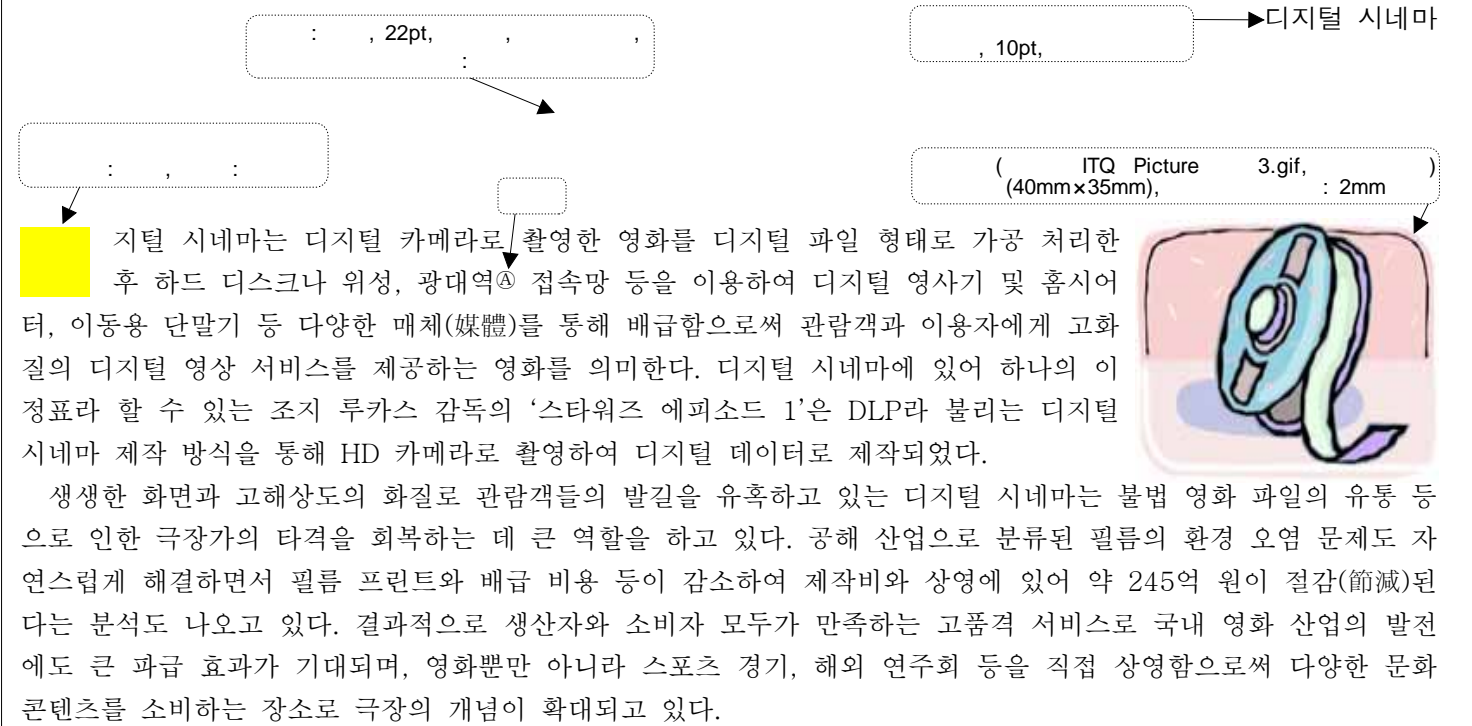 디지털 시네마
: , 22pt, , ,
:
, 10pt,
: , :
( ITQ Picture 3.gif, )
(40mm×35mm), : 2mm
지털 시네마는 디지털 카메라로 촬영한 영화를 디지털 파일 형태로 가공 처리한
후 하드 디스크나 위성, 광대역Ⓐ 접속망 등을 이용하여 디지털 영사기 및 홈시어
터, 이동용 단말기 등 다양한 매체(媒體)를 통해 배급함으로써 관람객과 이용자에게 고화
질의 디지털 영상 서비스를 제공하는 영화를 의미한다. 디지털 시네마에 있어 하나의 이
정표라 할 수 있는 조지 루카스 감독의 ‘스타워즈 에피소드 1’은 DLP라 불리는 디지털
시네마 제작 방식을 통해 HD 카메라로 촬영하여 디지털 데이터로 제작되었다.
생생한 화면과 고해상도의 화질로 관람객들의 발길을 유혹하고 있는 디지털 시네마는 불법 영화 파일의 유통 등
으로 인한 극장가의 타격을 회복하는 데 큰 역할을 하고 있다. 공해 산업으로 분류된 필름의 환경 오염 문제도 자
연스럽게 해결하면서 필름 프린트와 배급 비용 등이 감소하여 제작비와 상영에 있어 약 245억 원이 절감(節減)된
다는 분석도 나오고 있다. 결과적으로 생산자와 소비자 모두가 만족하는 고품격 서비스로 국내 영화 산업의 발전
에도 큰 파급 효과가 기대되며, 영화뿐만 아니라 스포츠 경기, 해외 연주회 등을 직접 상영함으로써 다양한 문화
콘텐츠를 소비하는 장소로 극장의 개념이 확대되고 있다.